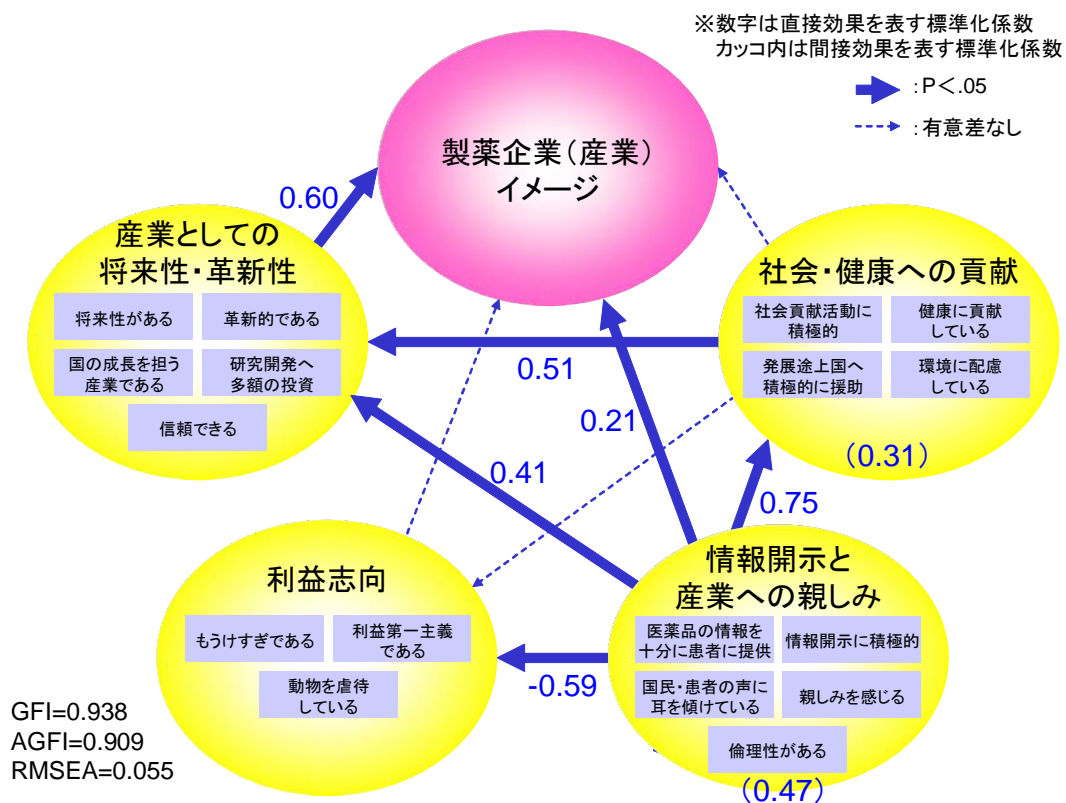 ※数字は直接効果を表す標準化係数
カッコ内は間接効果を表す標準化係数
:P<.05
:有意差なし
製薬企業(産業)
イメージ
0.60
産業としての
将来性・革新性
将来性がある
革新的である
国の成長を担う
産業である
研究開発へ
多額の投資
信頼できる
社会・健康への貢献
社会貢献活動に
積極的
健康に貢献
している
発展途上国へ
積極的に援助
環境に配慮
している
(0.31)
0.51
0.21
0.41
0.75
利益志向
もうけすぎである
利益第一主義
である
動物を虐待
している
-0.59
情報開示と
産業への親しみ
医薬品の情報を
十分に患者に提供
情報開示に積極的
国民・患者の声に
耳を傾けている
親しみを感じる
倫理性がある
(0.47)
GFI=0.938
AGFI=0.909
RMSEA=0.055